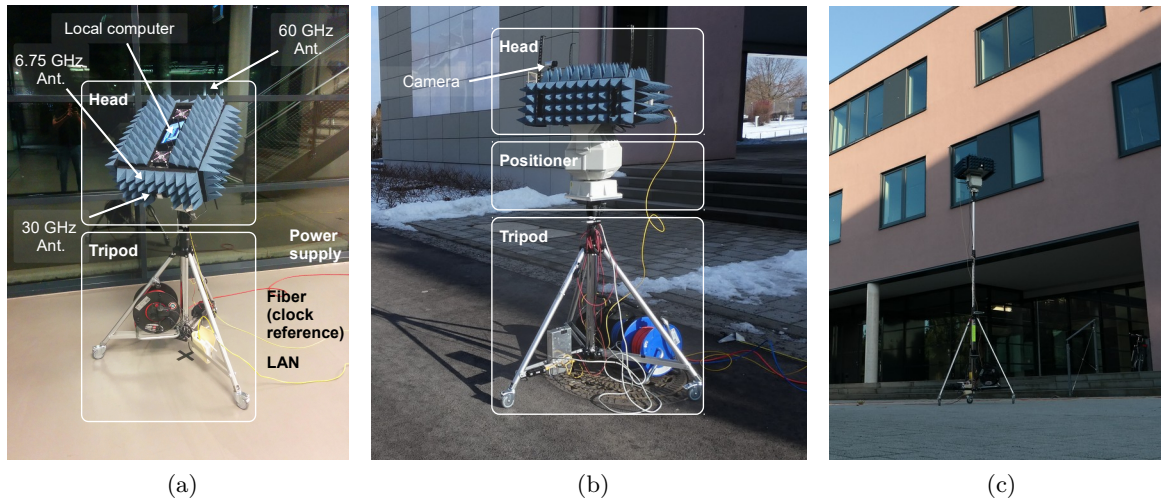 Local computer
60 GHz
Ant.
6.75 GHz
Ant.
Head
30 GHz
Ant.
Tripod
Power
supply
Fiber
(clock
reference)
LAN
(a)
Head
Camera
Positioner
Tripod
(b)
(c)